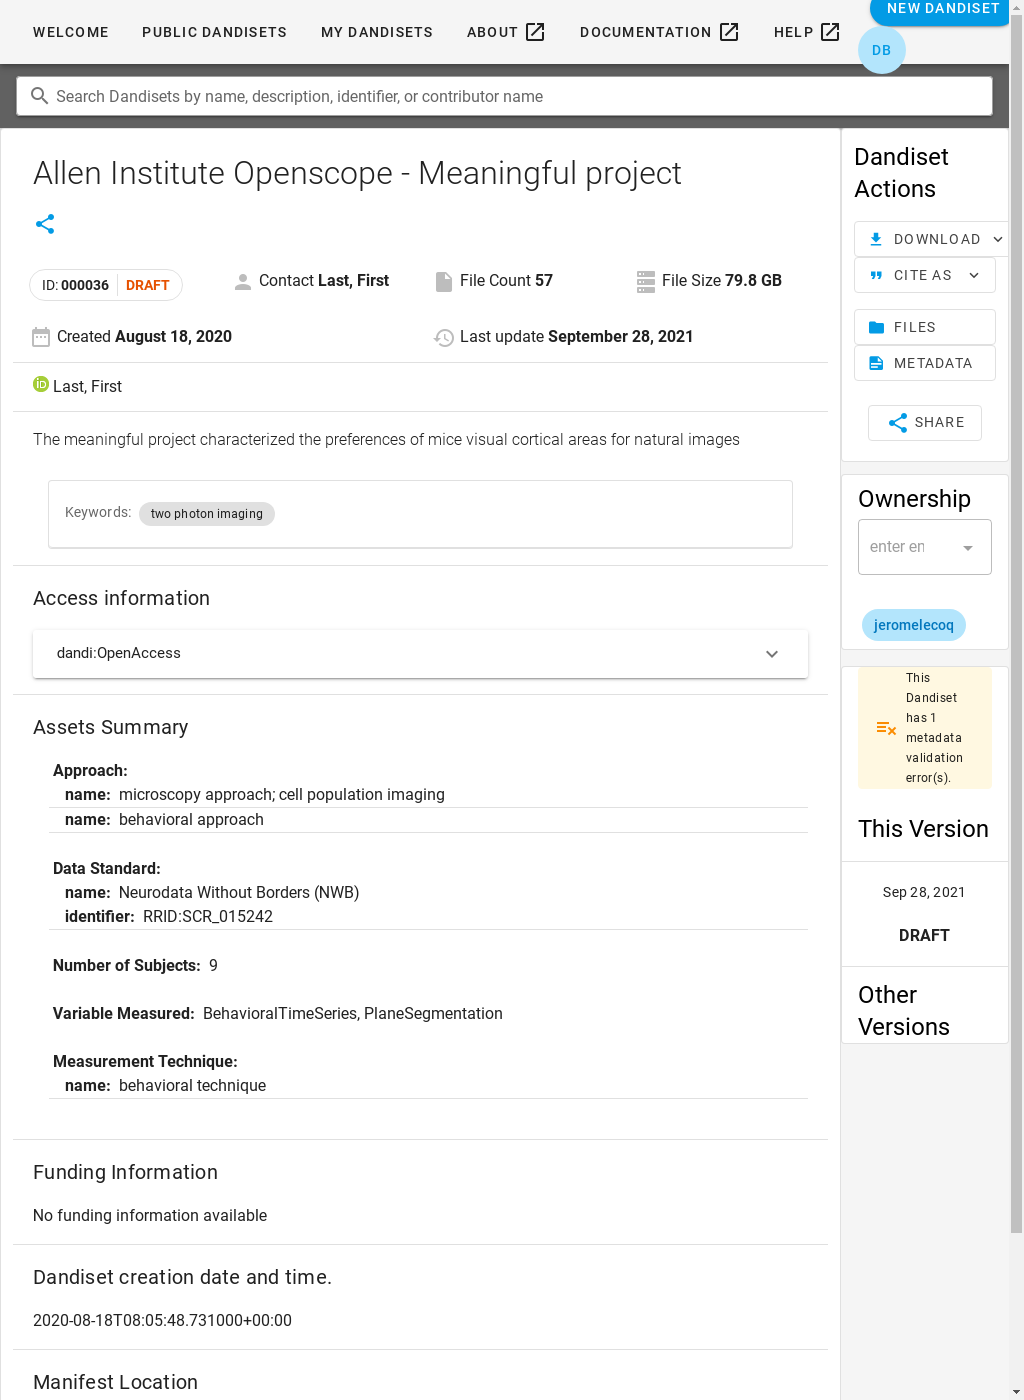 WELCOME PUBLIC DANDISETS MY DANDISETS ABOUT DOCUMENTATION HELP NEW DANDISET
DB
Search Dandisets by name, description, identifier, or contributor name
Allen Institute Openscope - Meaningful project
ID: 000036 DRAFT Contact Last, First File Count 57 File Size 79.8 GB
Created August 18, 2020 Last update September 28, 2021
iD Last, First
The meaningful project characterized the preferences of mice visual cortical areas for natural images
Keywords: two photon imaging
Access information
dandi:OpenAccess
Assets Summary
Approach:
name: microscopy approach; cell population imaging
name: behavioral approach
Data Standard:
name: Neurodata Without Borders (NWB)
identifier: RRID:SCR_015242
Number of Subjects: 9
Variable Measured: BehavioralTimeSeries, PlaneSegmentation
Measurement Technique:
name: behavioral technique
Funding Information
No funding information available
Dandiset creation date and time.
2020-08-18T08:05:48.731000+00:00
Manifest Location
Dandiset
Actions
DOWNLOAD
CITE AS
FILES
METADATA
SHARE
Ownership
enter en
jeromelecoq
This
Dandiset
has 1
metadata
validation
error(s).
This Version
Sep 28, 2021
DRAFT
Other
Versions